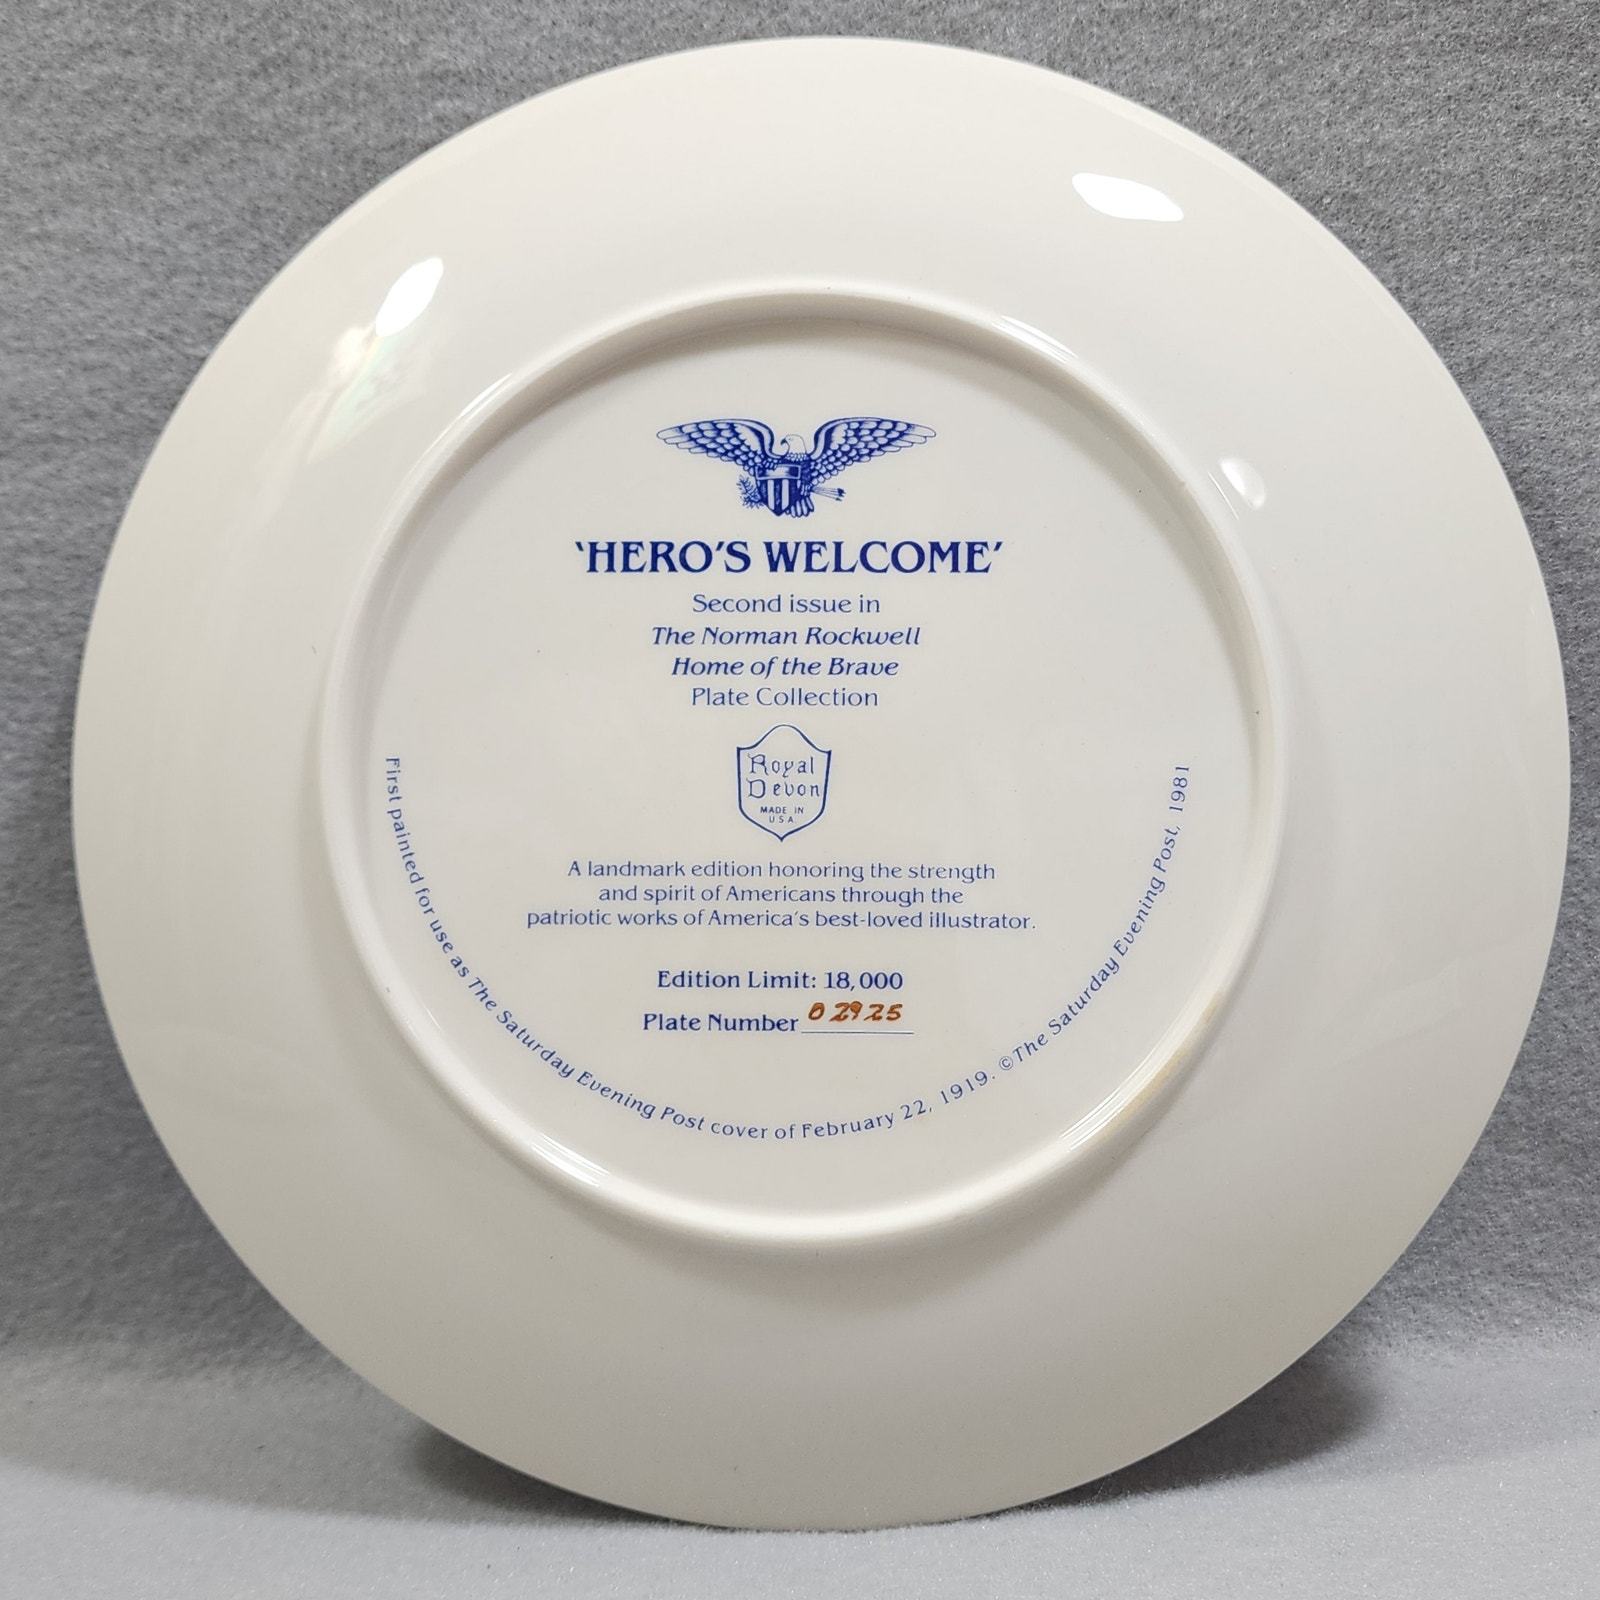 ‘HERO’S WELCOME’
Second issue in
The Norman Rockwell
Home of the Brave
Plate Collection
Royal
Devon
MADE IN
U.S.A.
A landmark edition honoring the strength
and spirit of Americans through the
patriotic works of America's best-loved illustrator.
Edition Limit: 18,000
Plate Number 02925
First painted for use as The Saturday Evening Post cover of February 22, 1919. ©The Saturday Evening Post, 1981